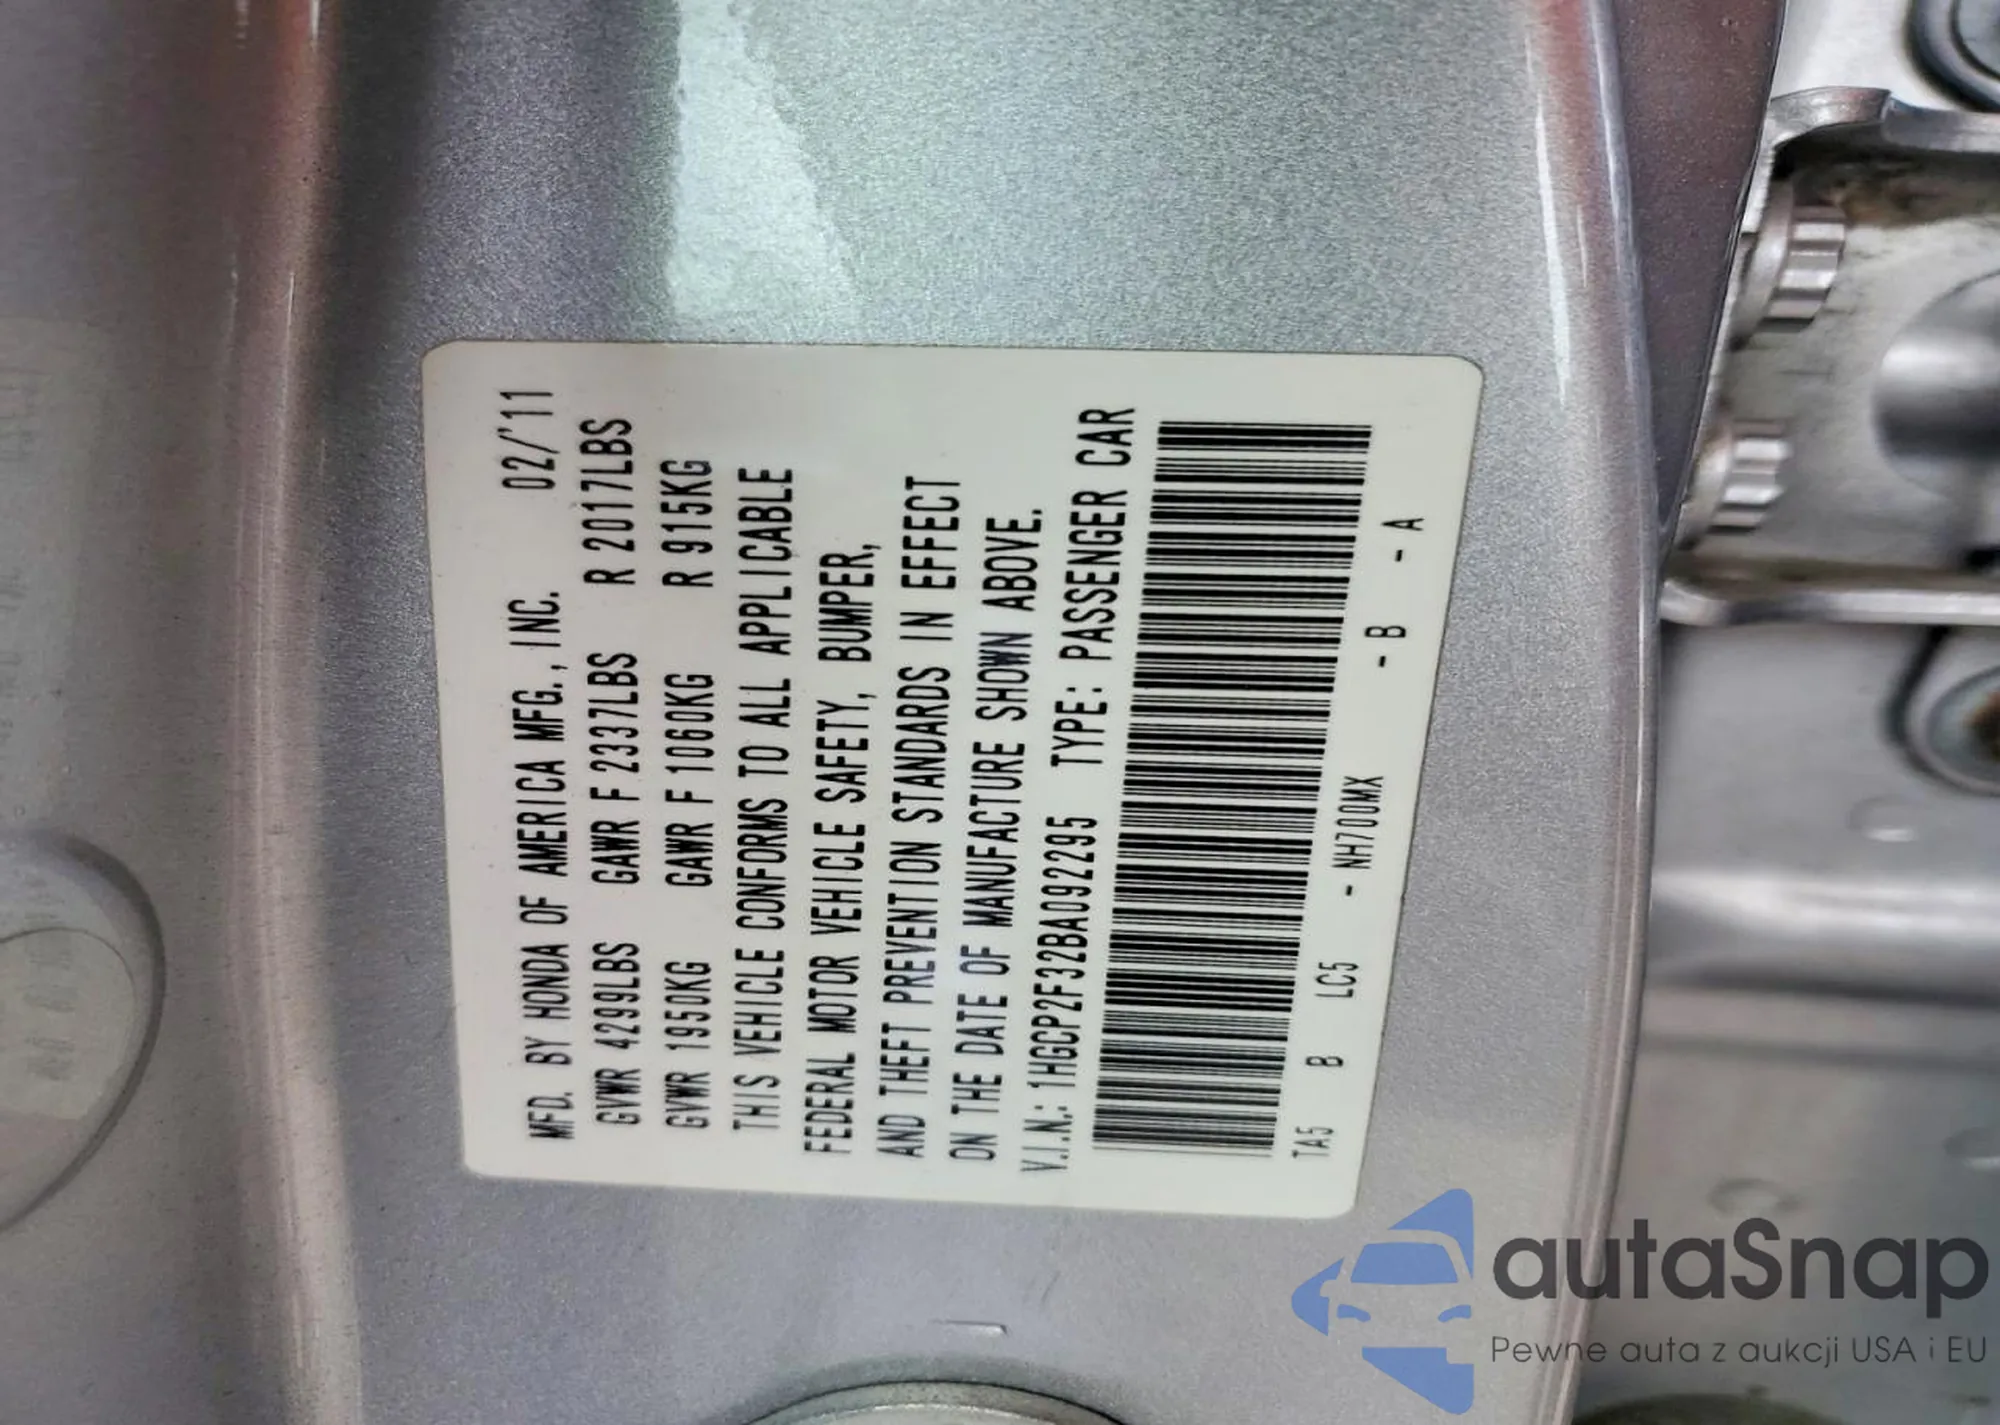 MFD. BY HONDA OF AMERICA MFG., INC. 02/'11
GVWR 4299LBS GAWR F 2337LBS R 2017LBS
GVWR 1950KG GAWR F 1060KG R 915KG
THIS VEHICLE CONFORMS TO ALL APPLICABLE
FEDERAL MOTOR VEHICLE SAFETY, BUMPER,
AND THEFT PREVENTION STANDARDS IN EFFECT
ON THE DATE OF MANUFACTURE SHOWN ABOVE.
V.I.N.: 1HGCP2F32BA092295 TYPE: PASSENGER CAR
TA5 B LC5 - NH700MX - B - A
autaSnap
Pewne auta z aukcji USA i EU